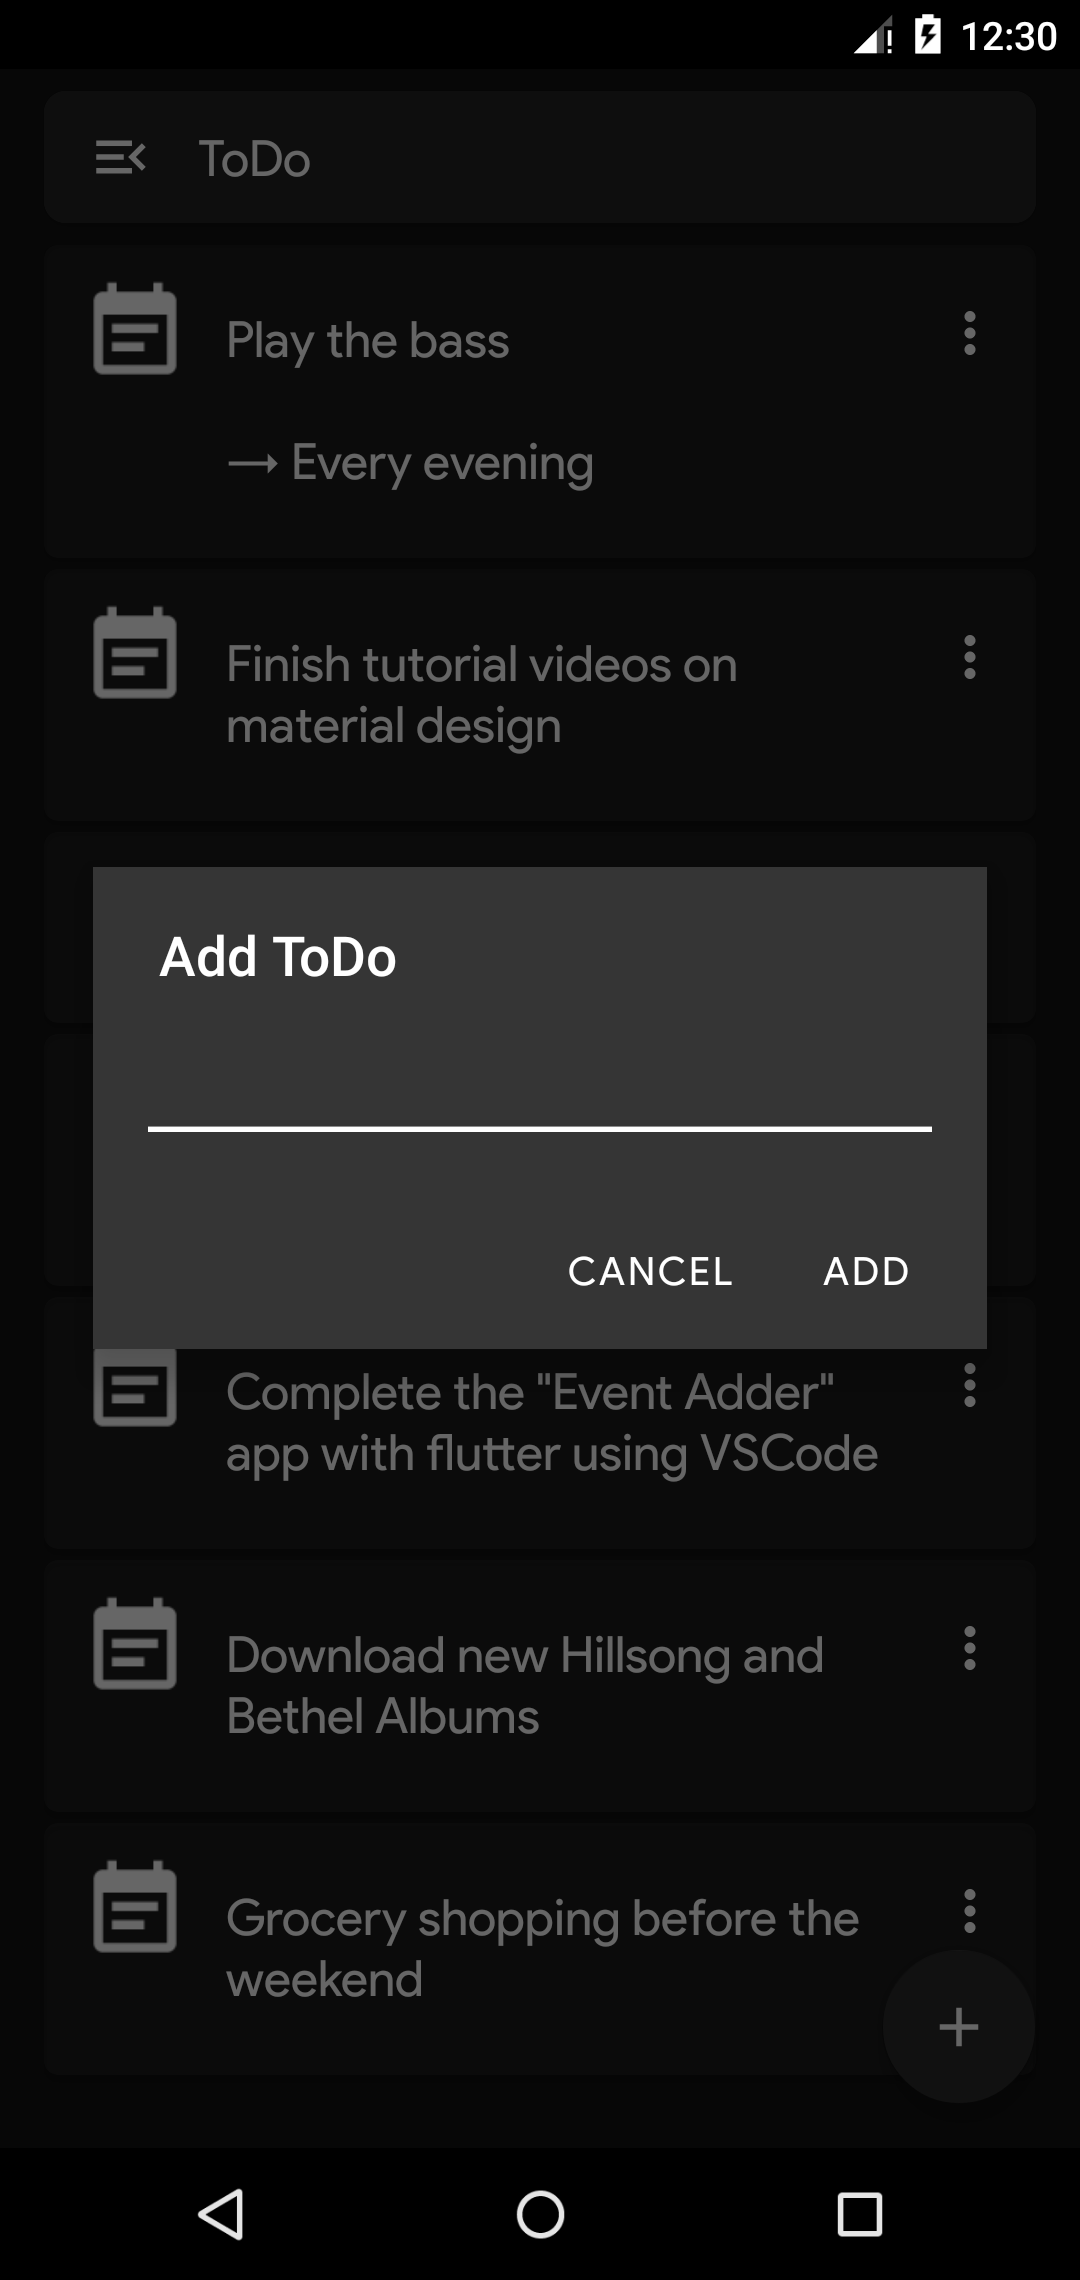 12:30
ToDo
Play the bass
→ Every evening
Finish tutorial videos on
material design
Add ToDo
CANCEL ADD
Complete the "Event Adder"
app with flutter using VSCode
Download new Hillsong and
Bethel Albums
Grocery shopping before the
weekend